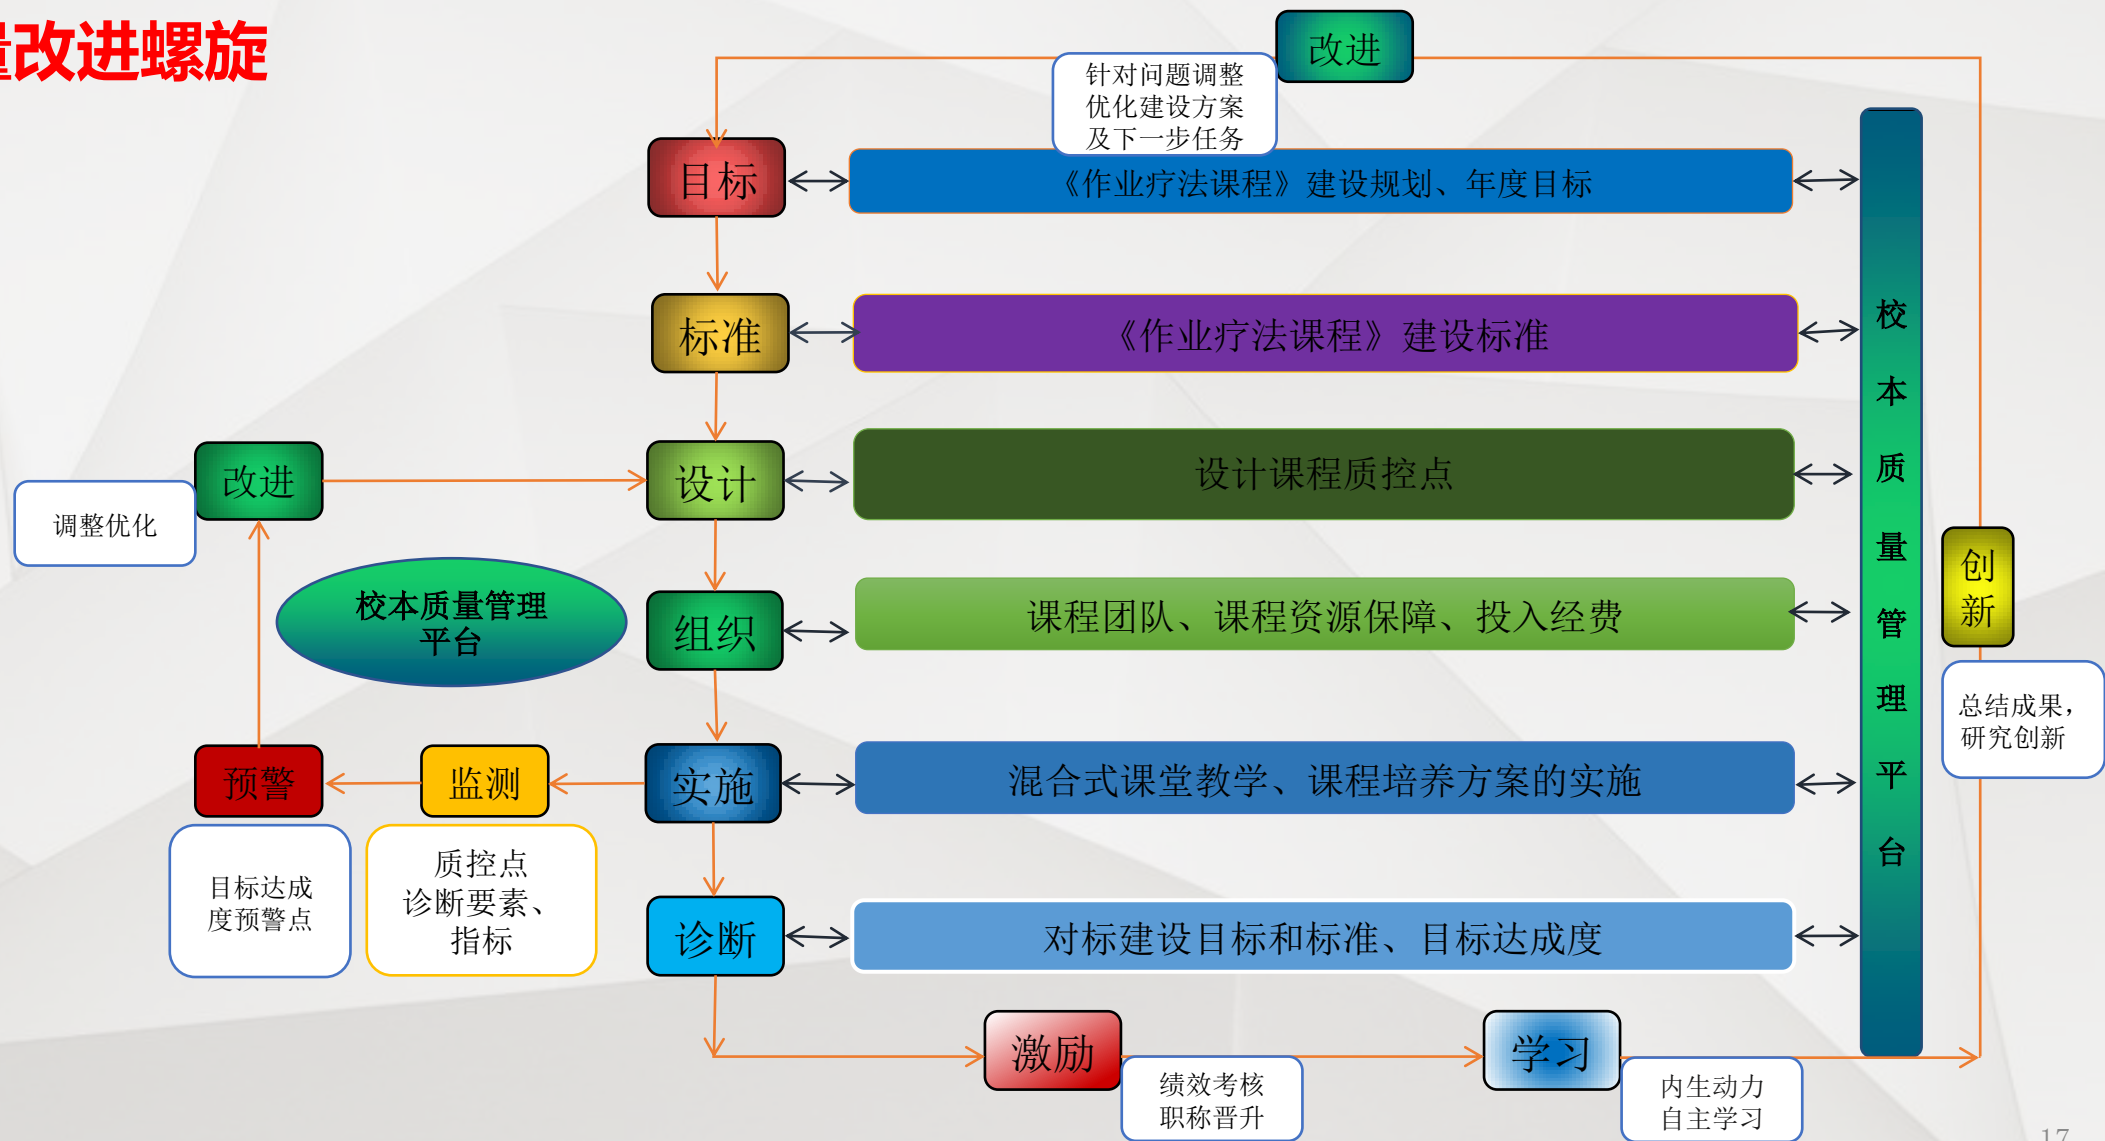 量改进螺旋
改进
针对问题调整
优化建设方案
及下一步任务
目标
《作业疗法课程》建设规划、年度目标
标准
《作业疗法课程》建设标准
改进
调整优化
设计
设计课程质控点
校本质量管理
平台
组织
课程团队、课程资源保障、投入经费
预警
监测
实施
混合式课堂教学、课程培养方案的实施
目标达成
度预警点
质控点
诊断要素、
指标
诊断
对标建设目标和标准、目标达成度
校本质量管理平台
创新
总结成果，
研究创新
激励
绩效考核
职称晋升
学习
内生动力
自主学习
17